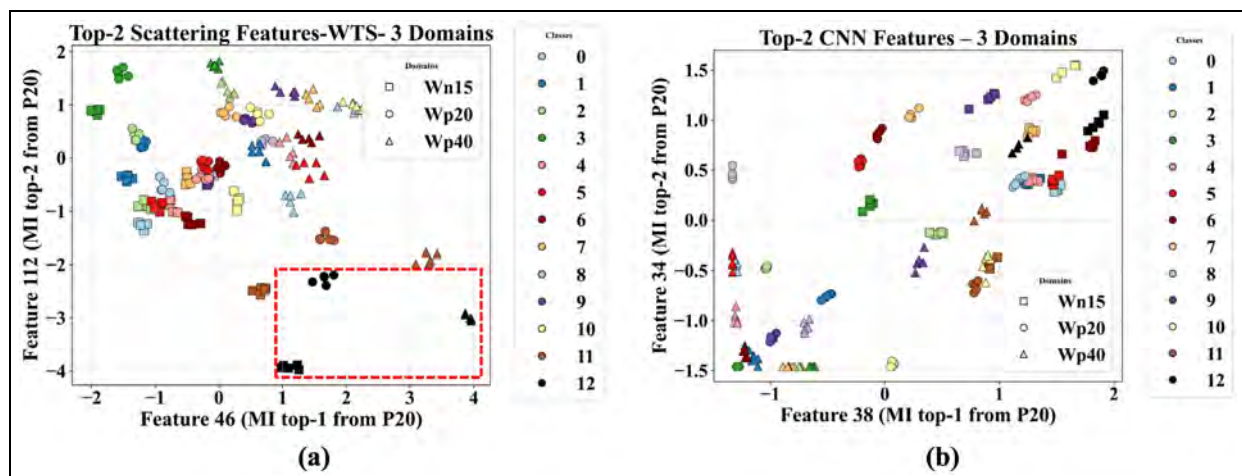 Top-2 Scattering Features-WTS- 3 Domains
Feature 112 (MI top-2 from P20)
2
1
0
−1
−2
−3
−4
Domains
Wn15
Wp20
Wp40
−2
−1
0
1
2
3
4
Feature 46 (MI top-1 from P20)
Classes
0
1
2
3
4
5
6
7
8
9
10
11
12
(a)
Top-2 CNN Features – 3 Domains
Feature 34 (MI top-2 from P20)
1.5
1.0
0.5
0.0
−0.5
−1.0
−1.5
Domains
Wn15
Wp20
Wp40
−1
0
1
2
Feature 38 (MI top-1 from P20)
Classes
0
1
2
3
4
5
6
7
8
9
10
11
12
(b)